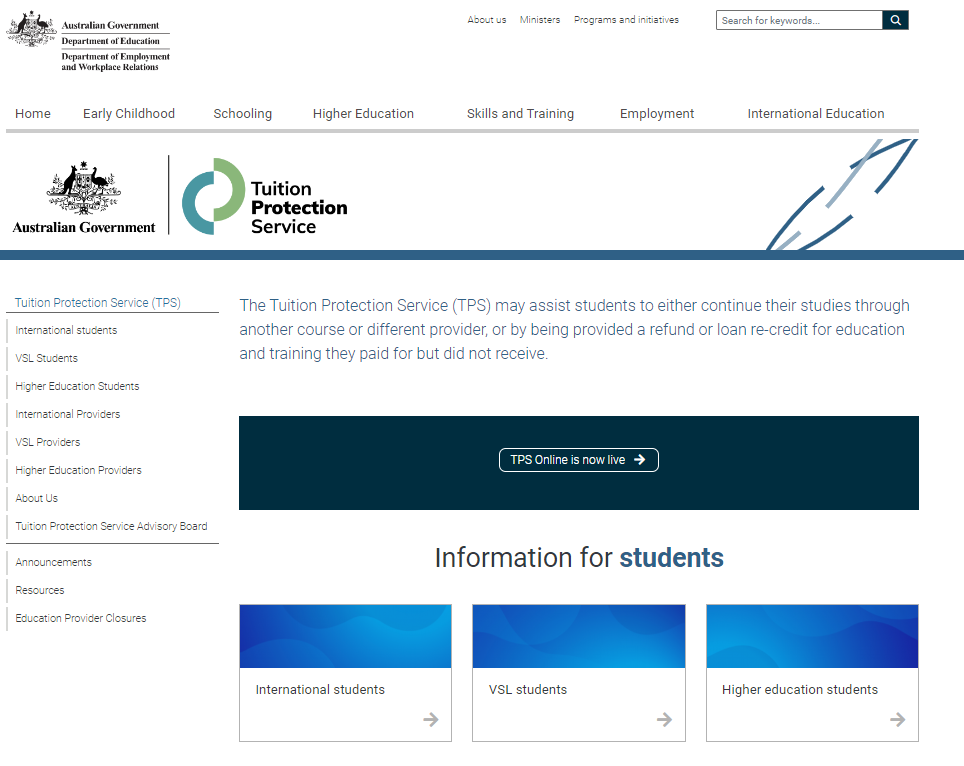 Australian Government
Department of Education
Department of Employment
and Workplace Relations
About us Ministers Programs and initiatives
Search for keywords...
Home Early Childhood Schooling Higher Education Skills and Training Employment International Education
Australian Government
Tuition
Protection
Service
Tuition Protection Service (TPS)
International students
VSL Students
Higher Education Students
International Providers
VSL Providers
Higher Education Providers
About Us
Tuition Protection Service Advisory Board
Announcements
Resources
Education Provider Closures
The Tuition Protection Service (TPS) may assist students to either continue their studies through
another course or different provider, or by being provided a refund or loan re-credit for education
and training they paid for but did not receive.
TPS Online is now live
Information for students
International students
VSL students
Higher education students